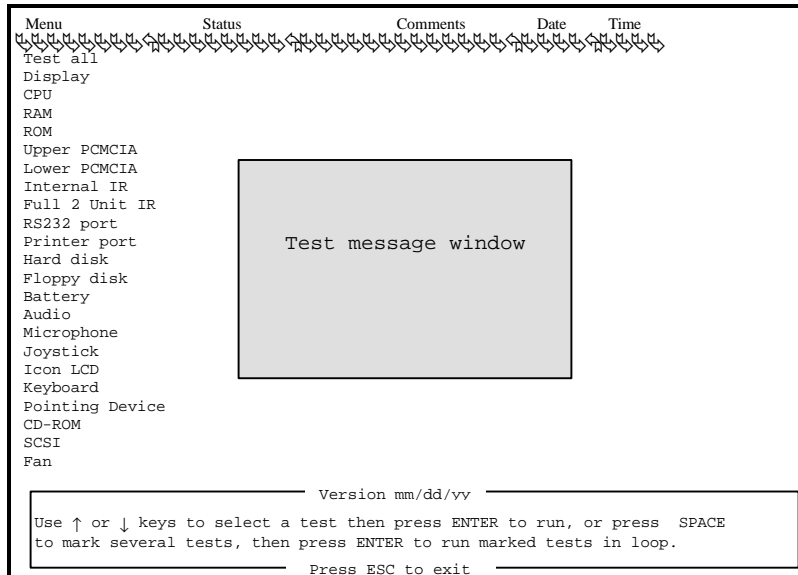 Menu Status Comments Date Time
Test all
Display
CPU
RAM
ROM
Upper PCMCIA
Lower PCMCIA
Internal IR
Full 2 Unit IR
RS232 port
Printer port
Hard disk
Floppy disk
Battery
Audio
Microphone
Joystick
Icon LCD
Keyboard
Pointing Device
CD-ROM
SCSI
Fan
Test message window
Version mm/dd/yy
Use ↑ or ↓ keys to select a test then press ENTER to run, or press SPACE
to mark several tests, then press ENTER to run marked tests in loop.
Press ESC to exit